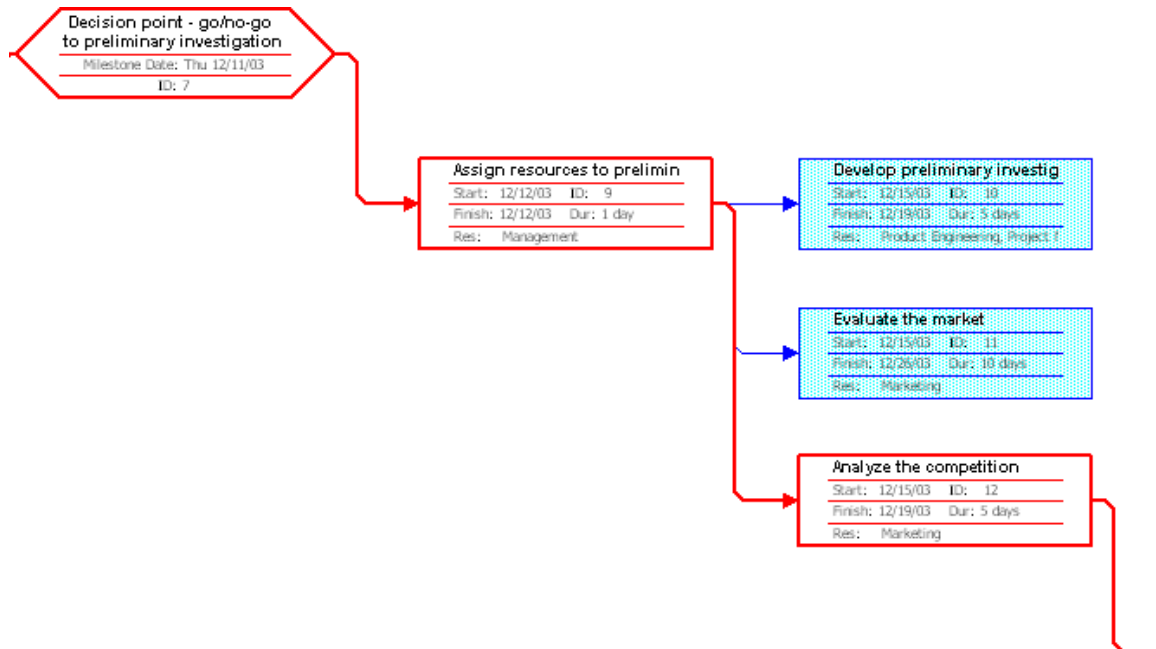 Decision point - go/no-go
to preliminary investigation
Milestone Date: Thu 12/11/03
ID: 7
Assign resources to prelimin
Start: 12/12/03 ID: 9
Finish: 12/12/03 Dur: 1 day
Res: Management
Develop preliminary investig
Start: 12/15/03 ID: 10
Finish: 12/19/03 Dur: 5 days
Res: Product Engineering, Project
Evaluate the market
Start: 12/15/03 ID: 11
Finish: 12/26/03 Dur: 10 days
Res: Marketing
Analyze the competition
Start: 12/15/03 ID: 12
Finish: 12/19/03 Dur: 5 days
Res: Marketing